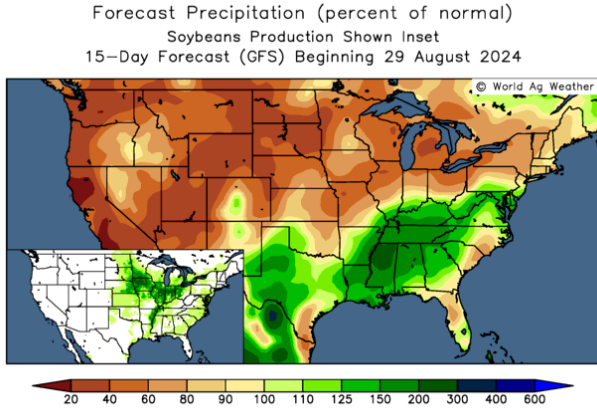 Forecast Precipitation (percent of normal)
Soybeans Production Shown Inset
15-Day Forecast (GFS) Beginning 29 August 2024
© World Ag Weather
20 40 60 80 90 100 110 125 150 200 300 400 600